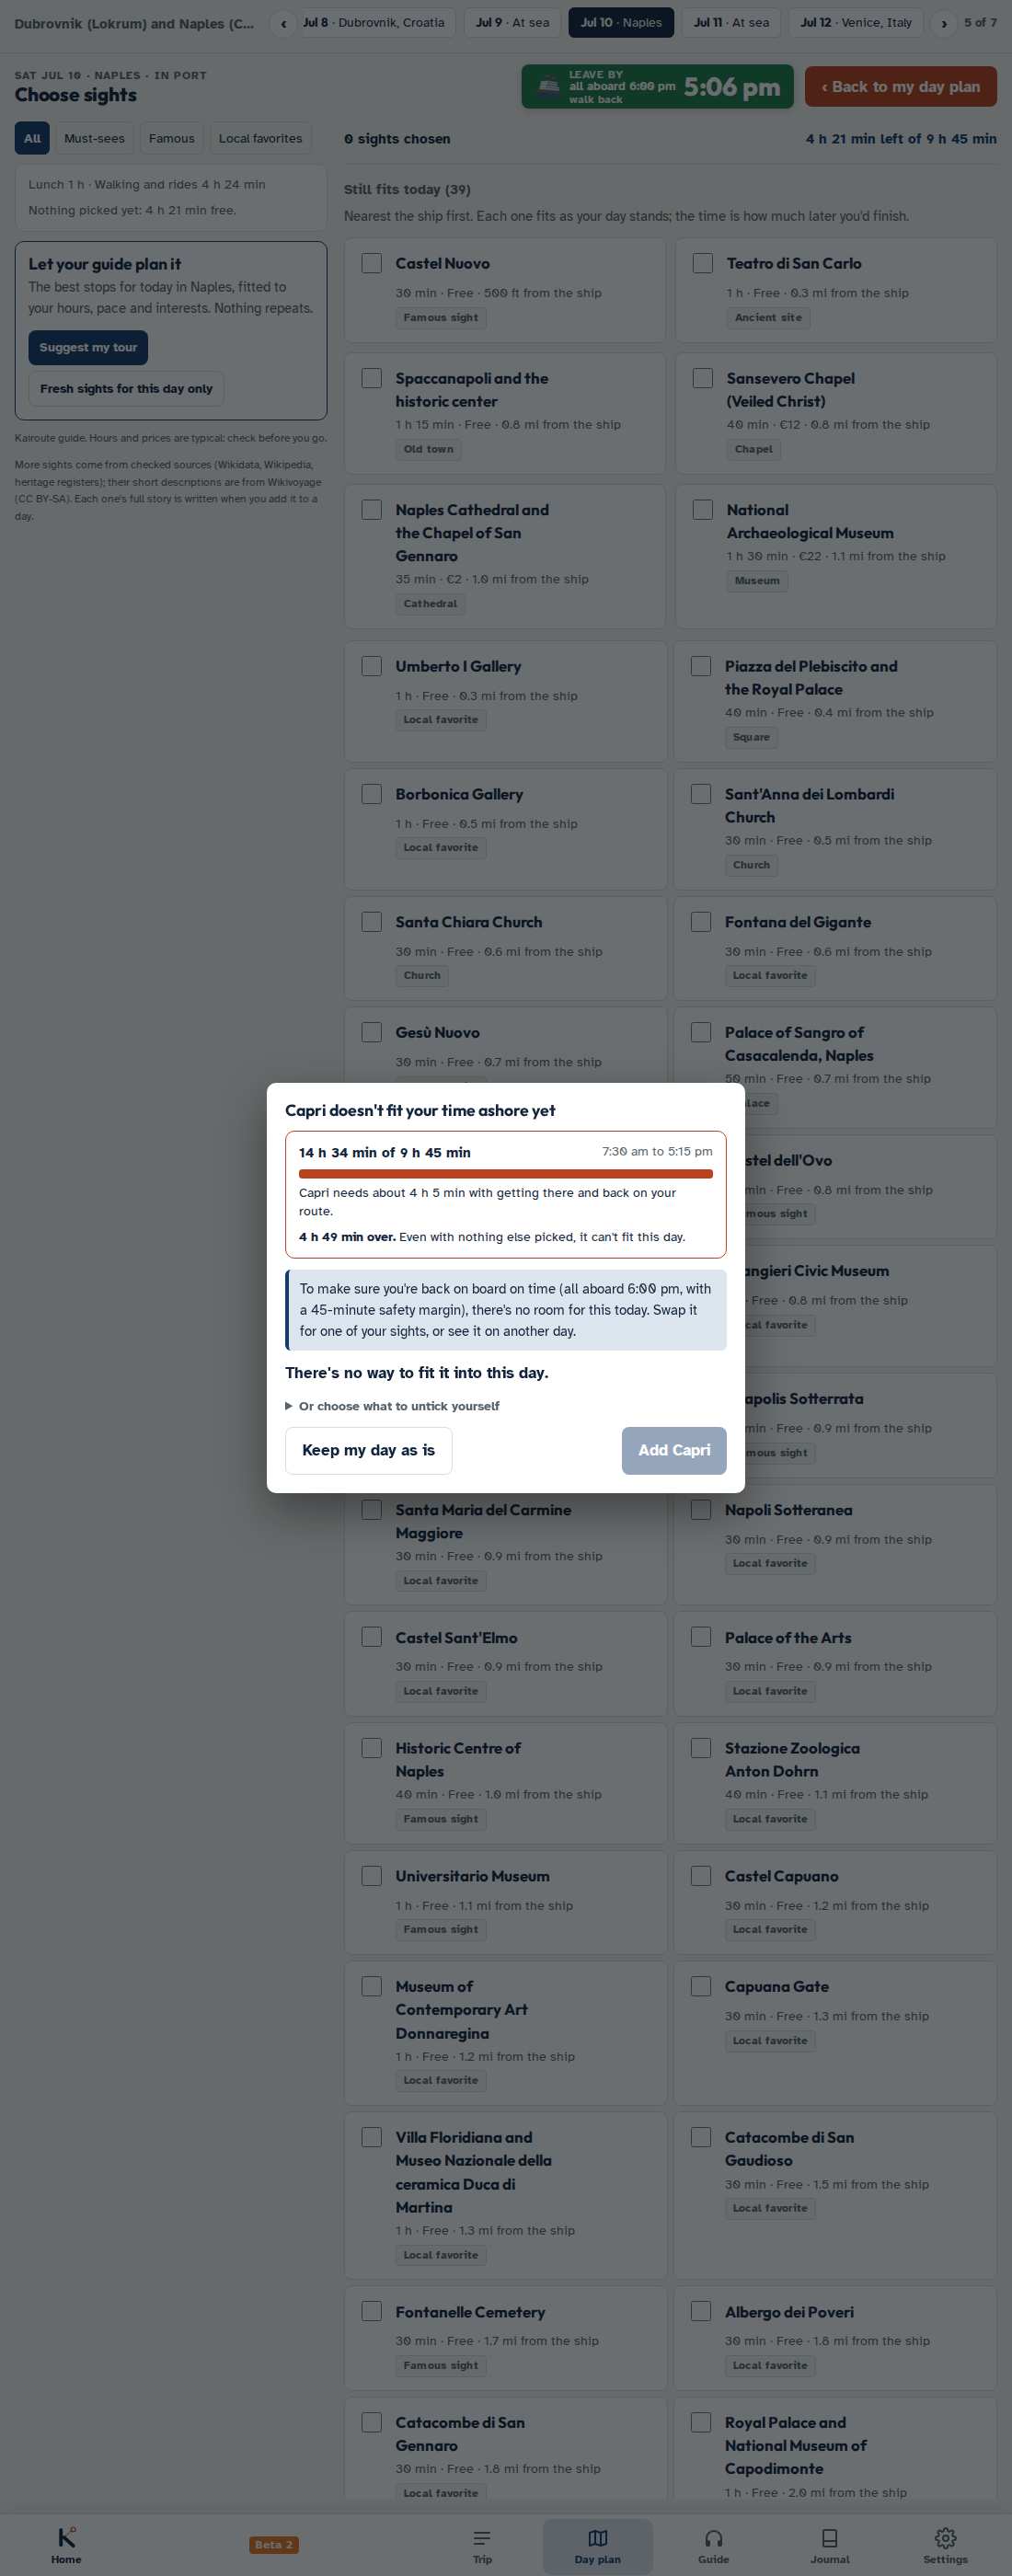 Dubrovnik (Lokrum) and Naples (C...
‹
Jul 8 · Dubrovnik, Croatia
Jul 9 · At sea
Jul 10 · Naples
Jul 11 · At sea
Jul 12 · Venice, Italy
›
5 of 7
SAT JUL 10 · NAPLES · IN PORT
Choose sights
LEAVE BY
all aboard 6:00 pm
walk back
5:06 pm
‹ Back to my day plan
All
Must-sees
Famous
Local favorites
Lunch 1 h · Walking and rides 4 h 24 min
Nothing picked yet: 4 h 21 min free.
Let your guide plan it
The best stops for today in Naples, fitted to
your hours, pace and interests. Nothing repeats.
Suggest my tour
Fresh sights for this day only
Kairoute guide. Hours and prices are typical: check before you go.
More sights come from checked sources (Wikidata, Wikipedia,
heritage registers); their short descriptions are from Wikivoyage
(CC BY-SA). Each one's full story is written when you add it to a
day.
0 sights chosen
4 h 21 min left of 9 h 45 min
Still fits today (39)
Nearest the ship first. Each one fits as your day stands; the time is how much later you'd finish.
Castel Nuovo
30 min · Free · 500 ft from the ship
Famous sight
Teatro di San Carlo
1 h · Free · 0.3 mi from the ship
Ancient site
Spaccanapoli and the
historic center
1 h 15 min · Free · 0.8 mi from the ship
Old town
Sansevero Chapel
(Veiled Christ)
40 min · €12 · 0.8 mi from the ship
Chapel
Naples Cathedral and
the Chapel of San
Gennaro
35 min · €2 · 1.0 mi from the ship
Cathedral
National
Archaeological Museum
1 h 30 min · €22 · 1.1 mi from the ship
Museum
Umberto I Gallery
1 h · Free · 0.3 mi from the ship
Local favorite
Piazza del Plebiscito and
the Royal Palace
40 min · Free · 0.4 mi from the ship
Square
Borbonica Gallery
1 h · Free · 0.5 mi from the ship
Local favorite
Sant'Anna dei Lombardi
Church
30 min · Free · 0.5 mi from the ship
Church
Santa Chiara Church
30 min · Free · 0.6 mi from the ship
Church
Fontana del Gigante
30 min · Free · 0.6 mi from the ship
Local favorite
Gesù Nuovo
30 min · Free · 0.7 mi from the ship
Palace of Sangro of
Casacalenda, Naples
50 min · Free · 0.7 mi from the ship
lace
stel dell'Ovo
min · Free · 0.8 mi from the ship
mous sight
angieri Civic Museum
· Free · 0.8 mi from the ship
cal favorite
apolis Sotterrata
min · Free · 0.9 mi from the ship
mous sight
Capri doesn't fit your time ashore yet
14 h 34 min of 9 h 45 min
7:30 am to 5:15 pm
Capri needs about 4 h 5 min with getting there and back on your
route.
4 h 49 min over. Even with nothing else picked, it can't fit this day.
To make sure you're back on board on time (all aboard 6:00 pm, with
a 45-minute safety margin), there's no room for this today. Swap it
for one of your sights, or see it on another day.
There's no way to fit it into this day.
▶ Or choose what to untick yourself
Keep my day as is
Add Capri
Santa Maria del Carmine
Maggiore
30 min · Free · 0.9 mi from the ship
Local favorite
Napoli Sotteranea
30 min · Free · 0.9 mi from the ship
Local favorite
Castel Sant'Elmo
30 min · Free · 0.9 mi from the ship
Local favorite
Palace of the Arts
30 min · Free · 0.9 mi from the ship
Local favorite
Historic Centre of
Naples
40 min · Free · 1.0 mi from the ship
Famous sight
Stazione Zoologica
Anton Dohrn
40 min · Free · 1.1 mi from the ship
Local favorite
Universitario Museum
1 h · Free · 1.1 mi from the ship
Famous sight
Castel Capuano
30 min · Free · 1.2 mi from the ship
Local favorite
Museum of
Contemporary Art
Donnaregina
1 h · Free · 1.2 mi from the ship
Local favorite
Capuana Gate
30 min · Free · 1.3 mi from the ship
Local favorite
Villa Floridiana and
Museo Nazionale della
ceramica Duca di
Martina
1 h · Free · 1.3 mi from the ship
Local favorite
Catacombe di San
Gaudioso
30 min · Free · 1.5 mi from the ship
Local favorite
Fontanelle Cemetery
30 min · Free · 1.7 mi from the ship
Famous sight
Albergo dei Poveri
30 min · Free · 1.8 mi from the ship
Local favorite
Catacombe di San
Gennaro
30 min · Free · 1.8 mi from the ship
Local favorite
Royal Palace and
National Museum of
Capodimonte
1 h · Free · 2.0 mi from the ship
Home
Beta 2
Trip
Day plan
Guide
Journal
Settings